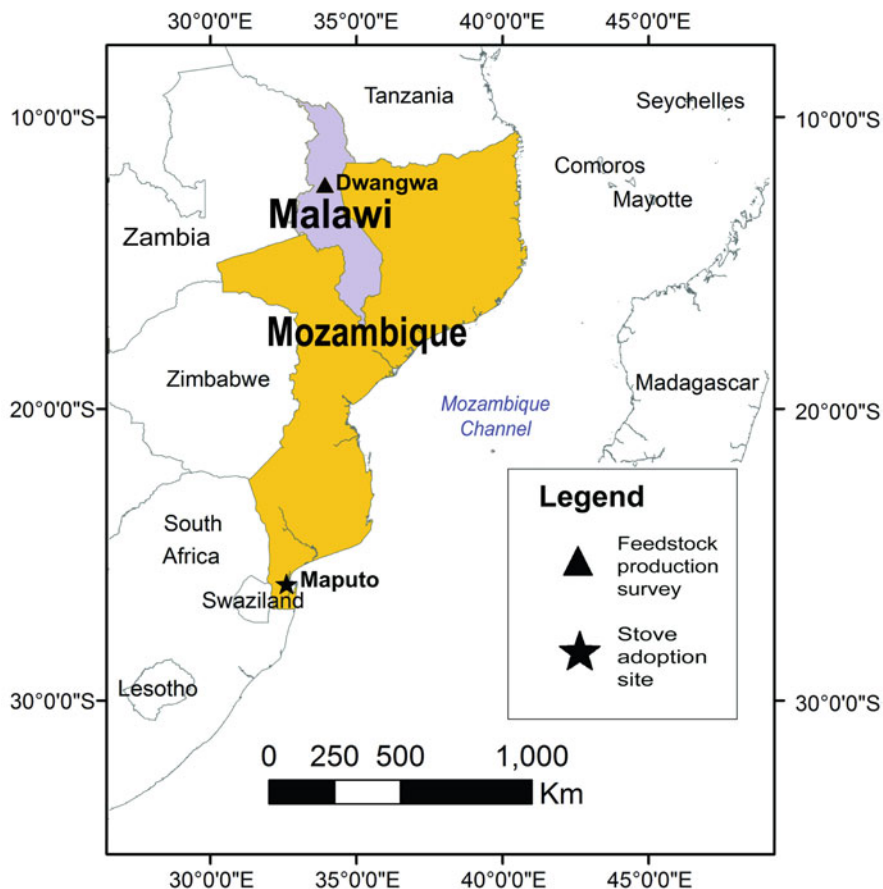 30°0'0"E 35°0'0"E 40°0'0"E 45°0'0"E
Tanzania
Seychelles
10°0'0"S 10°0'0"S
Comoros
Dwangwa
Mayotte
Malawi
Zambia
Mozambique
Zimbabwe
Madagascar
20°0'0"S 20°0'0"S
Mozambique
Channel
Legend
South
Africa
Feedstock
production
survey
Maputo
Swaziland
Stove
adoption
site
Lesotho
30°0'0"S 30°0'0"S
0 250 500 1,000
Km
30°0'0"E 35°0'0"E 40°0'0"E 45°0'0"E